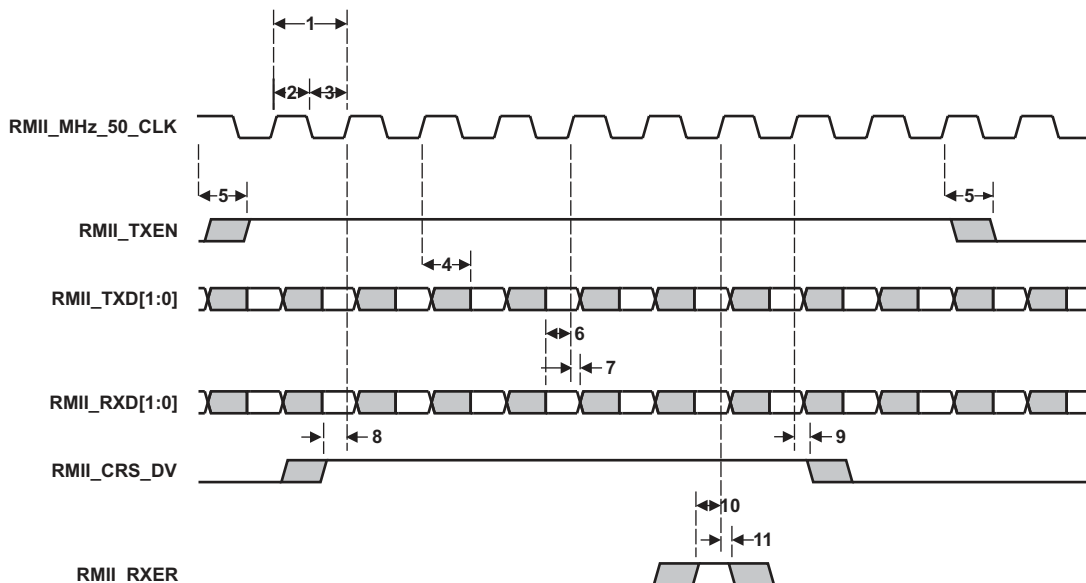 1
2 3
RMII_MHz_50_CLK
5 5
RMII_TXEN
4
RMII_TXD[1:0]
6
7
RMII_RXD[1:0]
8 9
RMII_CRS_DV
10
11
RMII_RXER